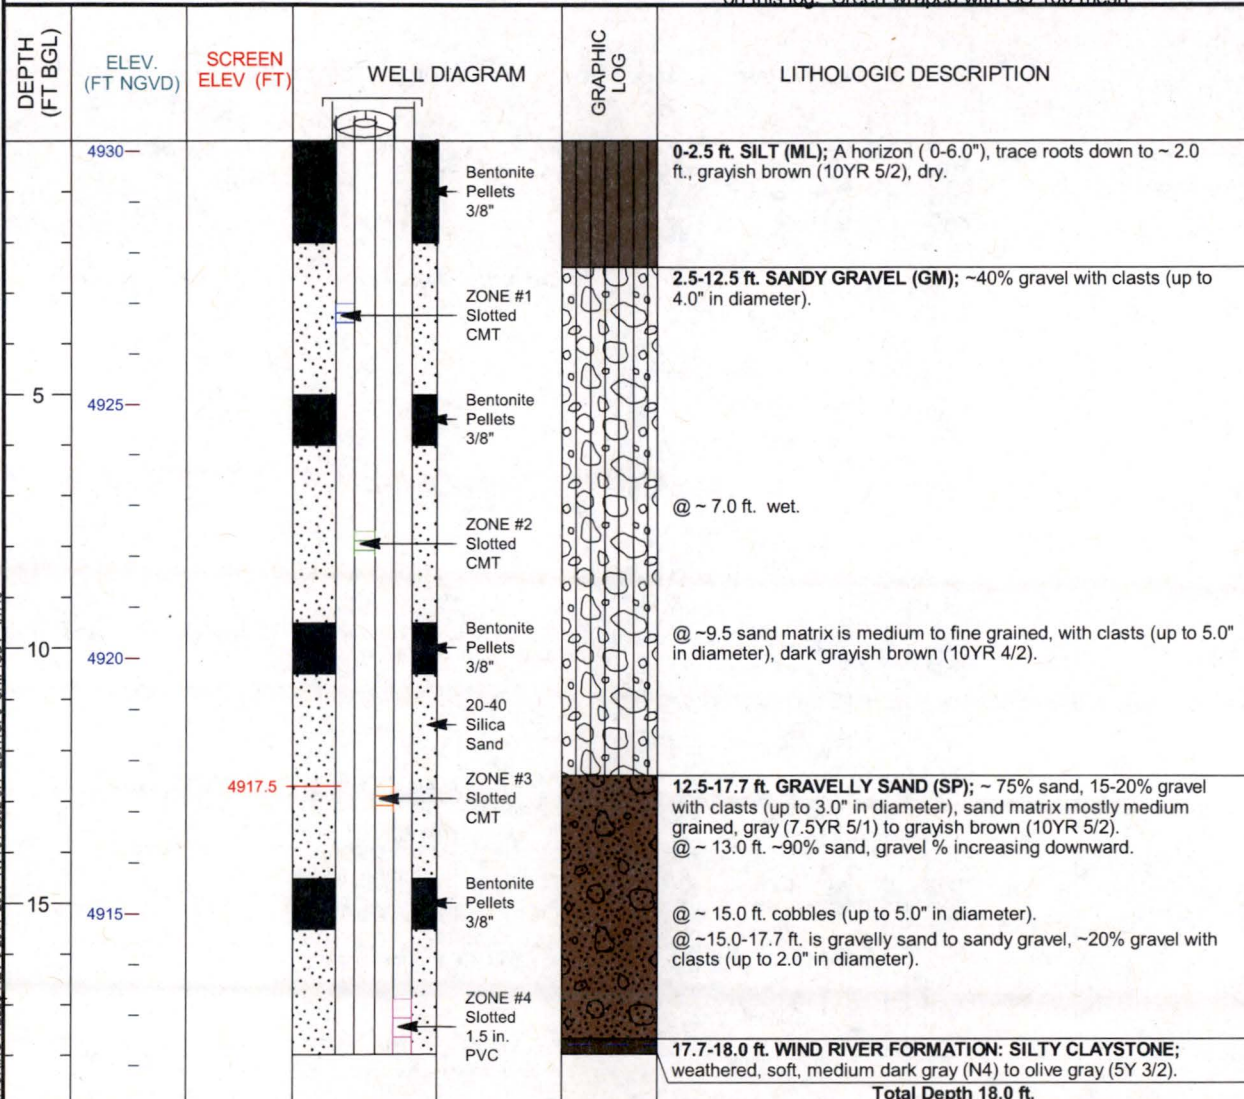 DEPTH
(FT BGL)
ELEV.
(FT NGVD)
SCREEN
ELEV (FT)
WELL DIAGRAM
GRAPHIC
LOG
LITHOLOGIC DESCRIPTION
4930
Bentonite
Pellets
3/8"
0-2.5 ft. SILT (ML); A horizon ( 0-6.0"), trace roots down to ~ 2.0
ft., grayish brown (10YR 5/2), dry.
2.5-12.5 ft. SANDY GRAVEL (GM); ~40% gravel with clasts (up to
4.0" in diameter).
ZONE #1
Slotted
CMT
5
4925
Bentonite
Pellets
3/8"
@ ~ 7.0 ft. wet.
ZONE #2
Slotted
CMT
10
4920
Bentonite
Pellets
3/8"
@ ~9.5 sand matrix is medium to fine grained, with clasts (up to 5.0"
in diameter), dark grayish brown (10YR 4/2).
20-40
Silica
Sand
4917.5
ZONE #3
Slotted
CMT
12.5-17.7 ft. GRAVELLY SAND (SP); ~ 75% sand, 15-20% gravel
with clasts (up to 3.0" in diameter), sand matrix mostly medium
grained, gray (7.5YR 5/1) to grayish brown (10YR 5/2).
@ ~ 13.0 ft. ~90% sand, gravel % increasing downward.
15
4915
Bentonite
Pellets
3/8"
@ ~ 15.0 ft. cobbles (up to 5.0" in diameter).
@ ~15.0-17.7 ft. is gravelly sand to sandy gravel, ~20% gravel with
clasts (up to 2.0" in diameter).
ZONE #4
Slotted
1.5 in.
PVC
17.7-18.0 ft. WIND RIVER FORMATION: SILTY CLAYSTONE;
weathered, soft, medium dark gray (N4) to olive gray (5Y 3/2).
Total Depth 18.0 ft.